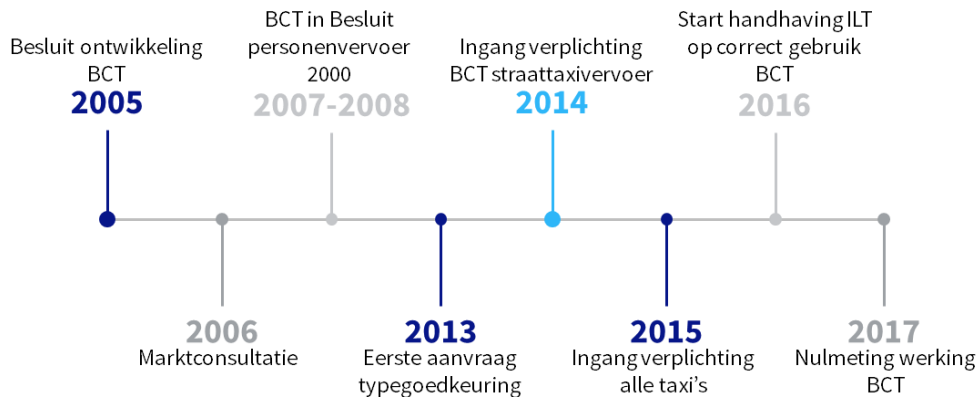 Besluit ontwikkeling
BCT
2005
2006
Marktconsultatie
BCT in Besluit
personenvervoer
2000
2007-2008
2013
Eerste aanvraag
typegoedkeuring
Ingang verplichting
BCT straattaxivervoer
2014
2015
Ingang verplichting
alle taxi's
Start handhaving ILT
op correct gebruik
BCT
2016
2017
Nulmeting werking
BCT